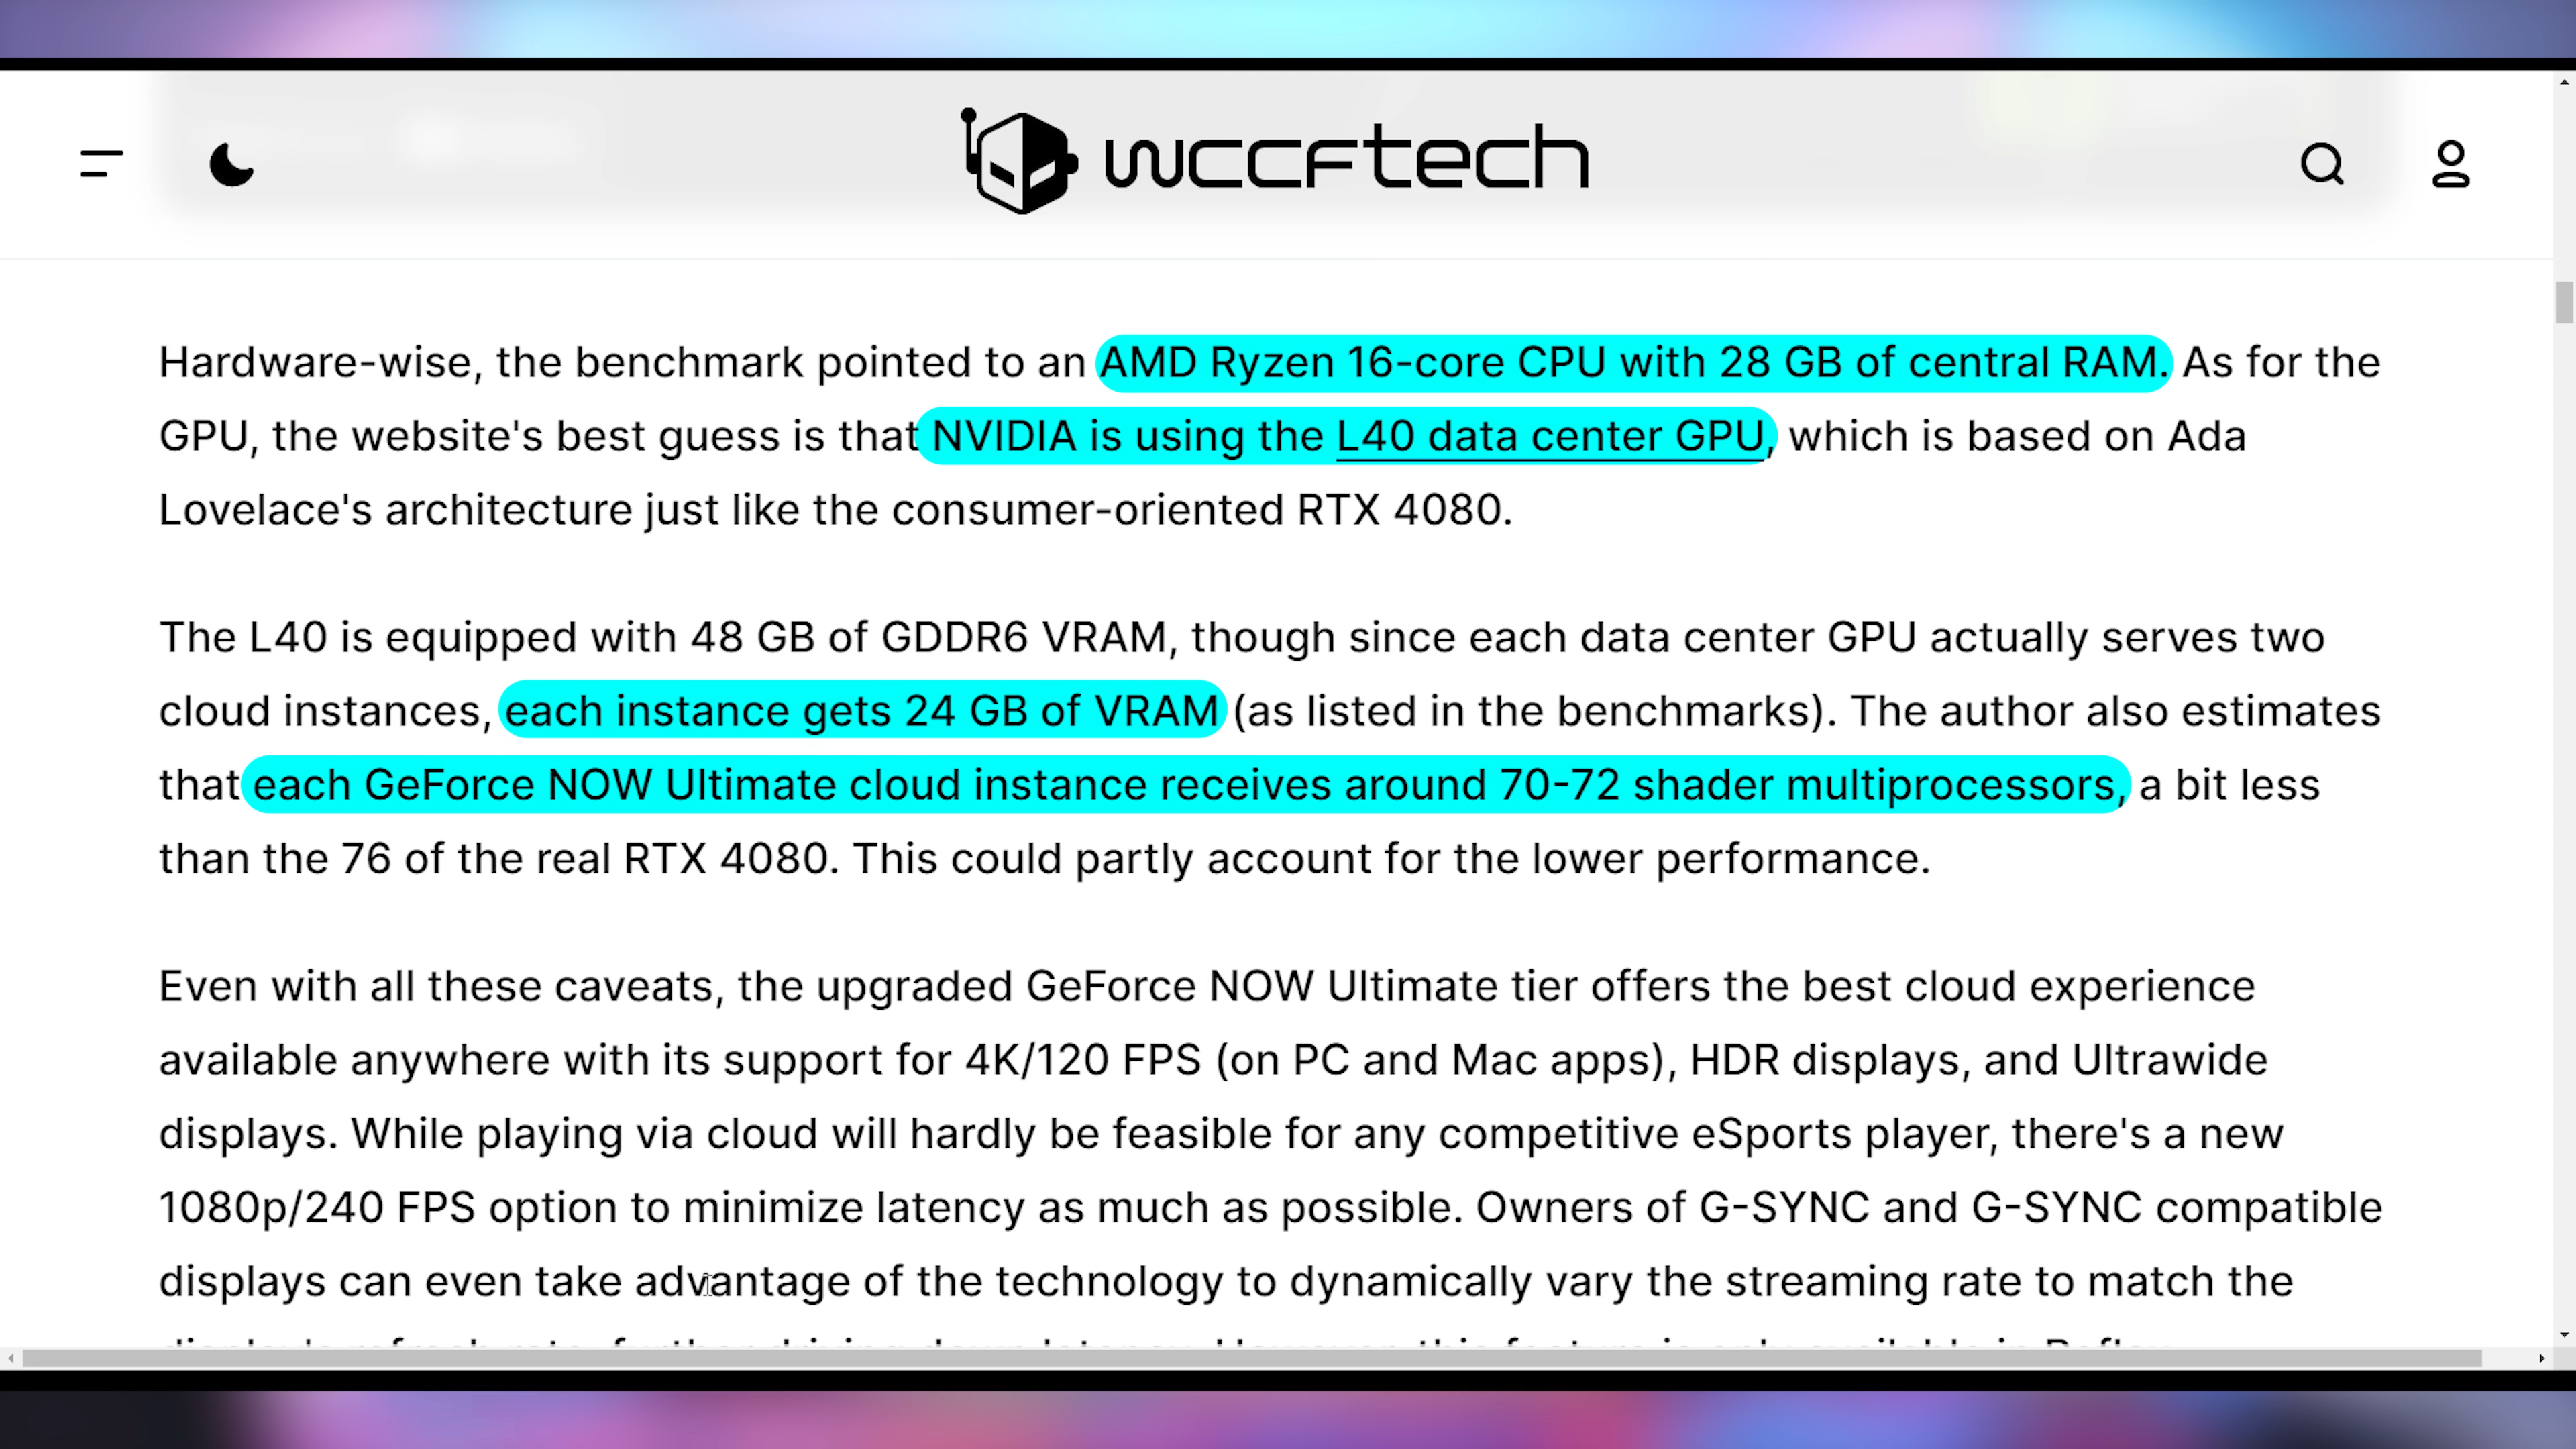 wccftech
Hardware-wise, the benchmark pointed to an AMD Ryzen 16-core CPU with 28 GB of central RAM. As for the
GPU, the website's best guess is that NVIDIA is using the L40 data center GPU, which is based on Ada
Lovelace's architecture just like the consumer-oriented RTX 4080.
The L40 is equipped with 48 GB of GDDR6 VRAM, though since each data center GPU actually serves two
cloud instances, each instance gets 24 GB of VRAM (as listed in the benchmarks). The author also estimates
that each GeForce NOW Ultimate cloud instance receives around 70-72 shader multiprocessors, a bit less
than the 76 of the real RTX 4080. This could partly account for the lower performance.
Even with all these caveats, the upgraded GeForce NOW Ultimate tier offers the best cloud experience
available anywhere with its support for 4K/120 FPS (on PC and Mac apps), HDR displays, and Ultrawide
displays. While playing via cloud will hardly be feasible for any competitive eSports player, there's a new
1080p/240 FPS option to minimize latency as much as possible. Owners of G-SYNC and G-SYNC compatible
displays can even take advantage of the technology to dynamically vary the streaming rate to match the